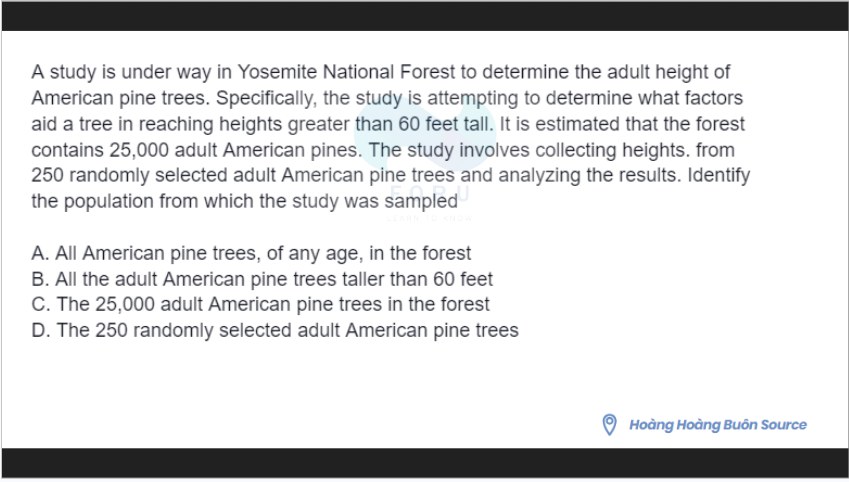 A study is under way in Yosemite National Forest to determine the adult height of
American pine trees. Specifically, the study is attempting to determine what factors
aid a tree in reaching heights greater than 60 feet tall. It is estimated that the forest
contains 25,000 adult American pines. The study involves collecting heights. from
250 randomly selected adult American pine trees and analyzing the results. Identify
the population from which the study was sampled
A. All American pine trees, of any age, in the forest
B. All the adult American pine trees taller than 60 feet
C. The 25,000 adult American pine trees in the forest
D. The 250 randomly selected adult American pine trees
Hoàng Hoàng Buôn Source